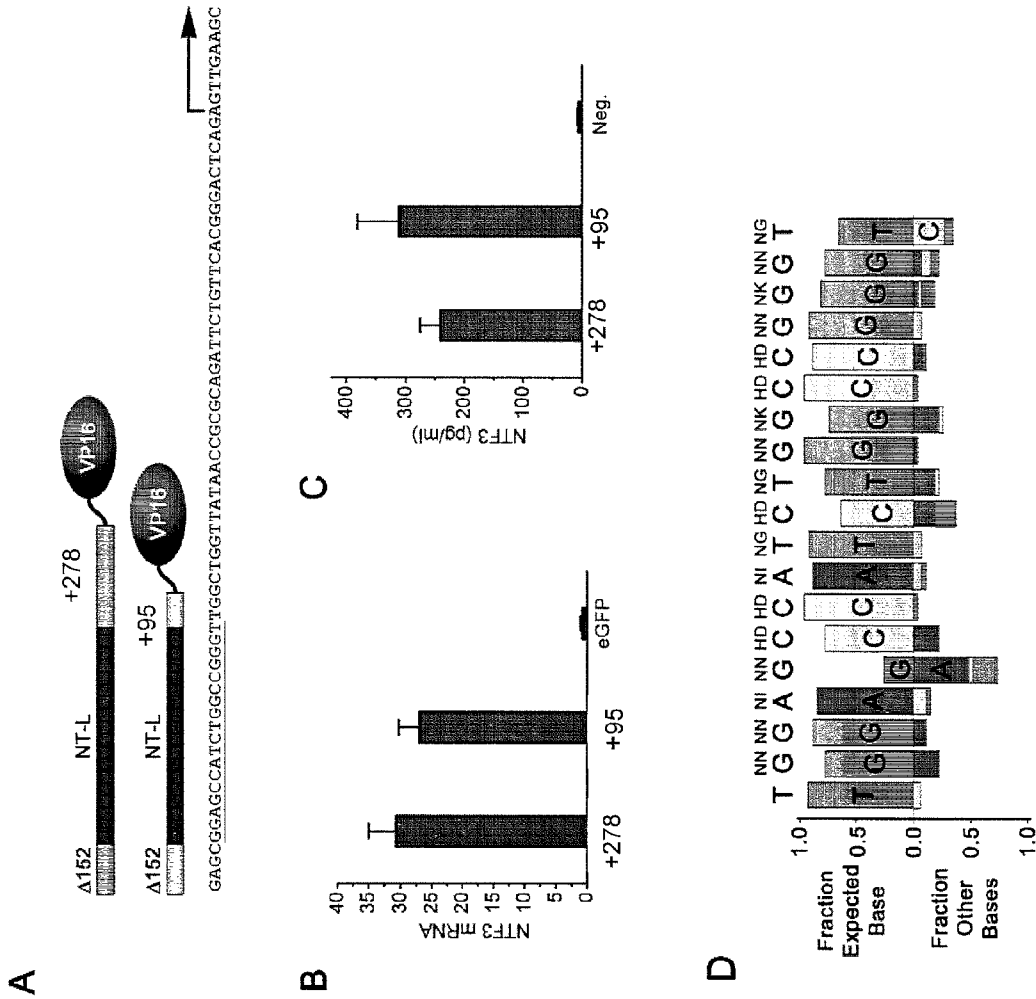 A
Δ152
NT-L
+278
VP16
Δ152
NT-L
+95
VP16
GAGCGGAGCCATCTGGCCGGGTTGGCTGGTTATAACCGCGCAGATTCTGTTCACGGGACTCAGAGTTGAAGC
B
NTF3 mRNA
40
35
30
25
20
15
10
5
0
+278
+95
eGFP
C
NTF3 (pg/ml)
400
300
200
100
0
+278
+95
Neg.
D
NN NN NI NN HD HD NI NG HD NG NN NK HD HD NN NK NN NG
T G G A G C C A T C T G G C C G G G T
Fraction Expected Base
Fraction Other Bases
1.0
0.5
0.0
0.5
1.0
T G G A G C C A T C T G G C C G G G T
A C